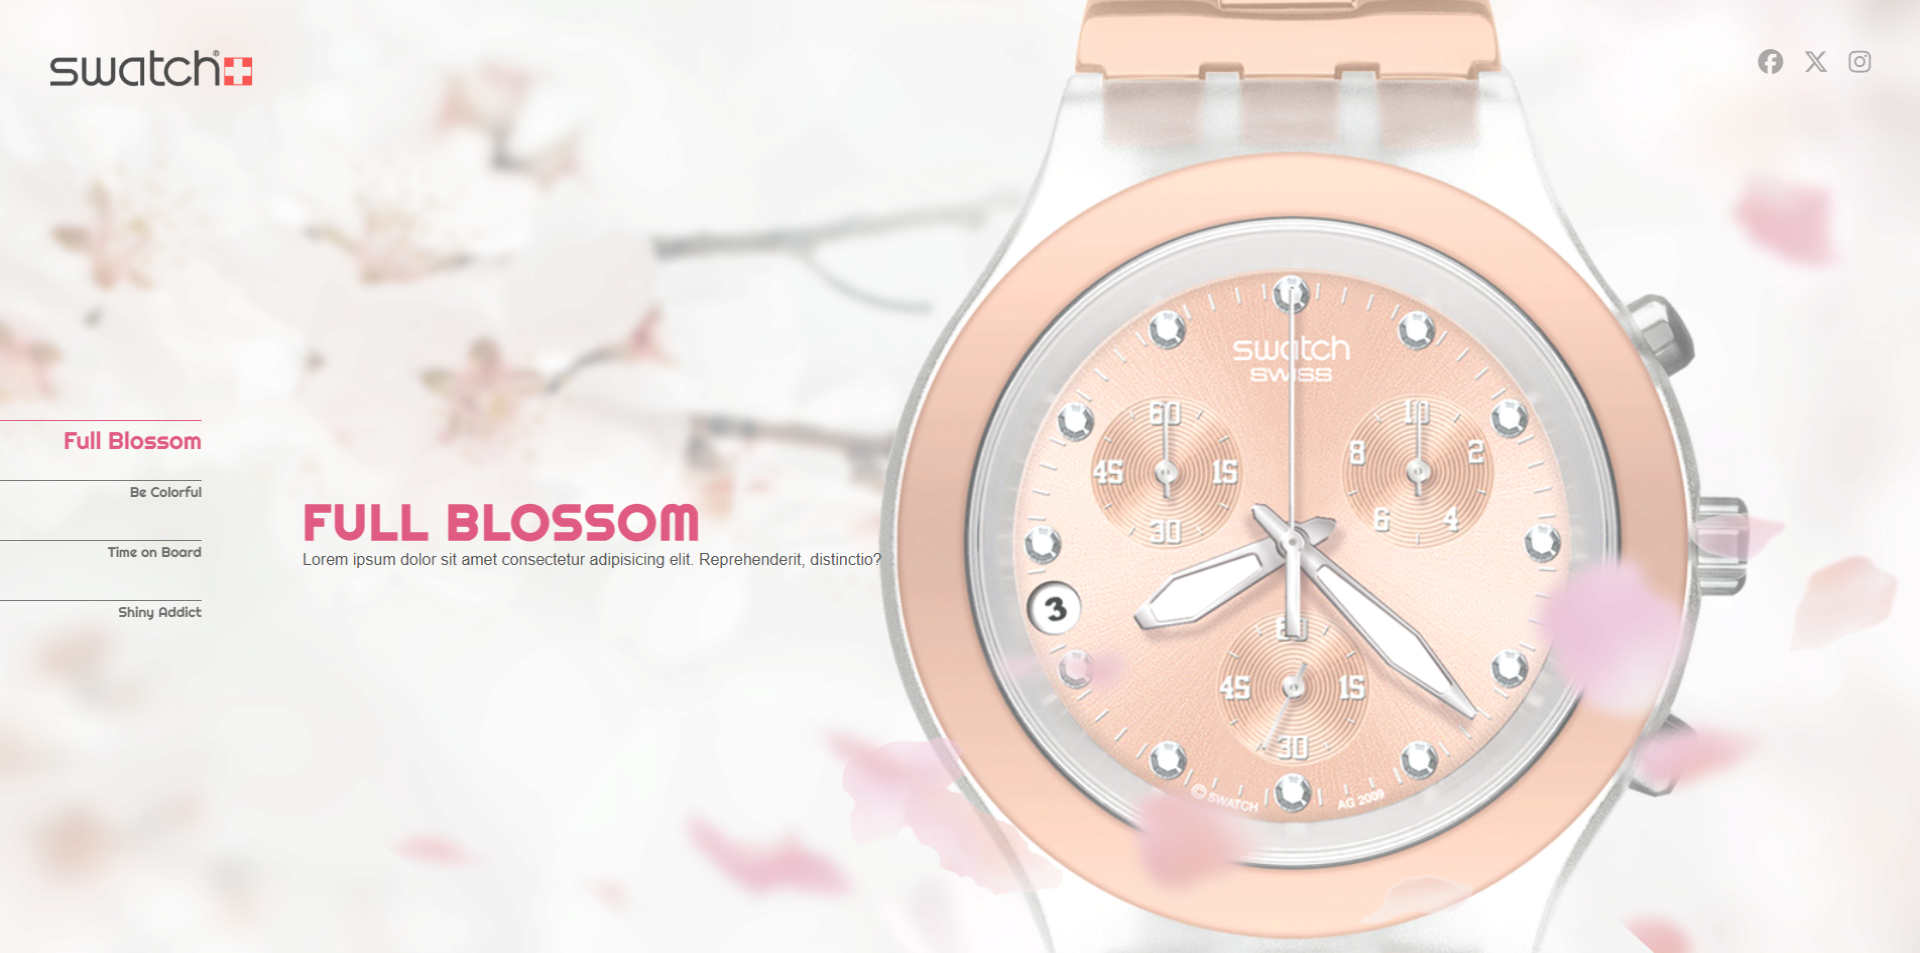 swatch®
Full Blossom
Be Colorful
Time on Board
Shiny Addict
FULL BLOSSOM
Lorem ipsum dolor sit amet consectetur adipisicing elit. Reprehenderit, distinctio?
swatch
swiss
60
45
15
30
10
8
2
6
4
3
60
45
15
30
© SWATCH
AG 2009